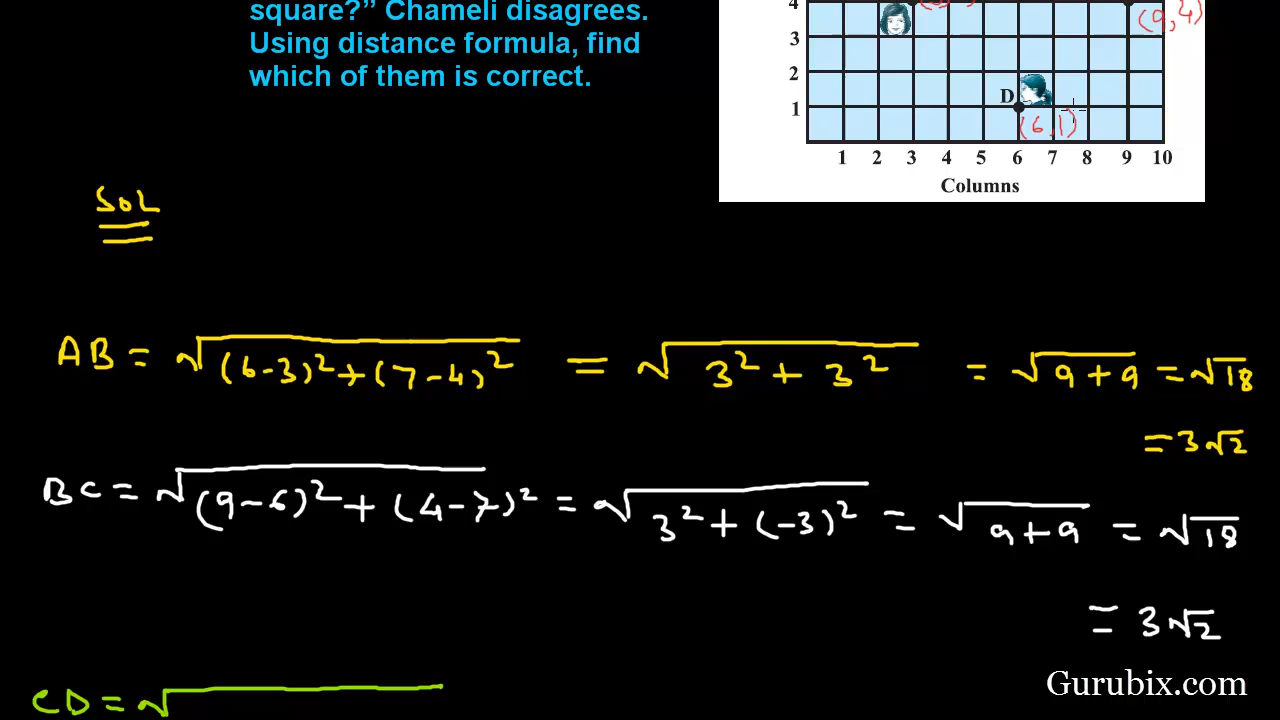 square?” Chameli disagrees.
Using distance formula, find
which of them is correct.
4
(9,4)
3
2
D
1
(6,1)
1 2 3 4 5 6 7 8 9 10
Columns
SOL
AB = √(6-3)² + (7-4)² = √3² + 3² = √9+9 = √18
= 3√2
BC = √(9-6)² + (4-7)² = √3² + (-3)² = √9+9 = √18
= 3√2
CD = √
Gurubix.com